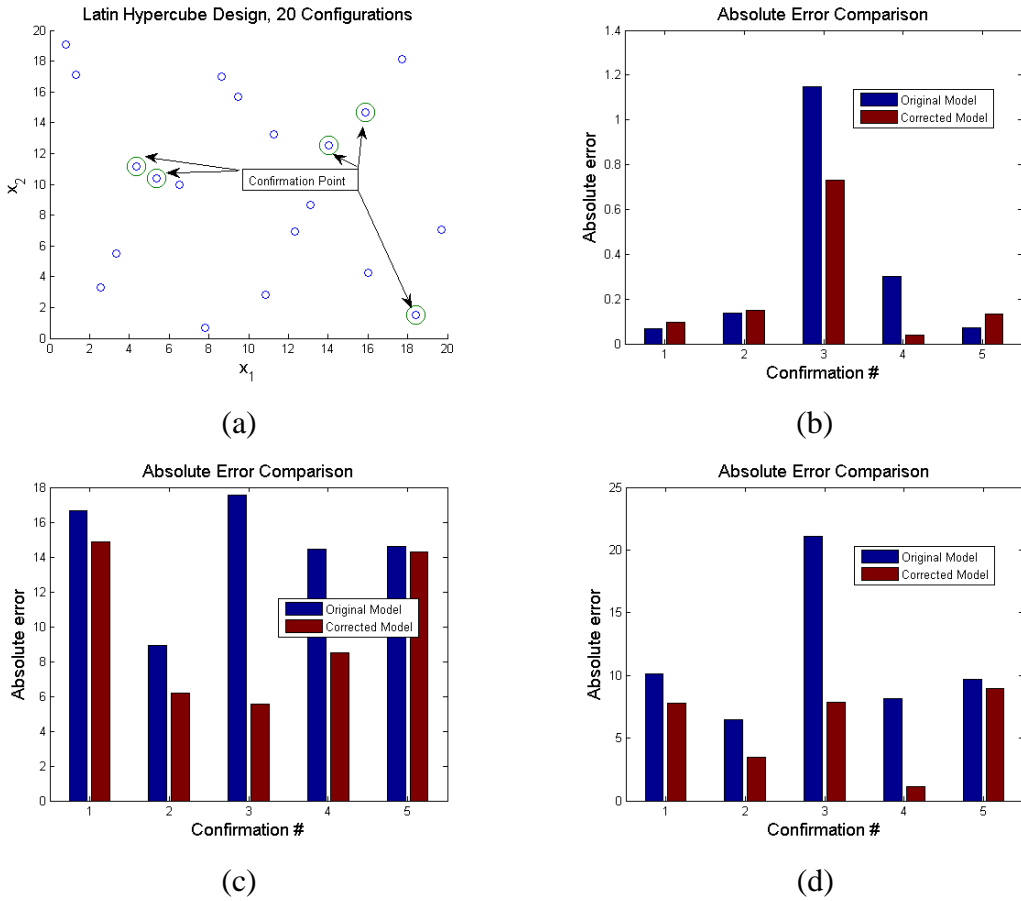 Latin Hypercube Design, 20 Configurations
20
18
16
14
12
10
8
6
4
2
0
x_2
Confirmation Point
0 2 4 6 8 10 12 14 16 18 20
x_1
(a)
Absolute Error Comparison
1.4
1.2
1
0.8
0.6
0.4
0.2
0
Absolute error
Original Model
Corrected Model
1 2 3 4 5
Confirmation #
(b)
Absolute Error Comparison
18
16
14
12
10
8
6
4
2
0
Absolute error
Original Model
Corrected Model
1 2 3 4 5
Confirmation #
(c)
Absolute Error Comparison
25
20
15
10
5
0
Absolute error
Original Model
Corrected Model
1 2 3 4 5
Confirmation #
(d)